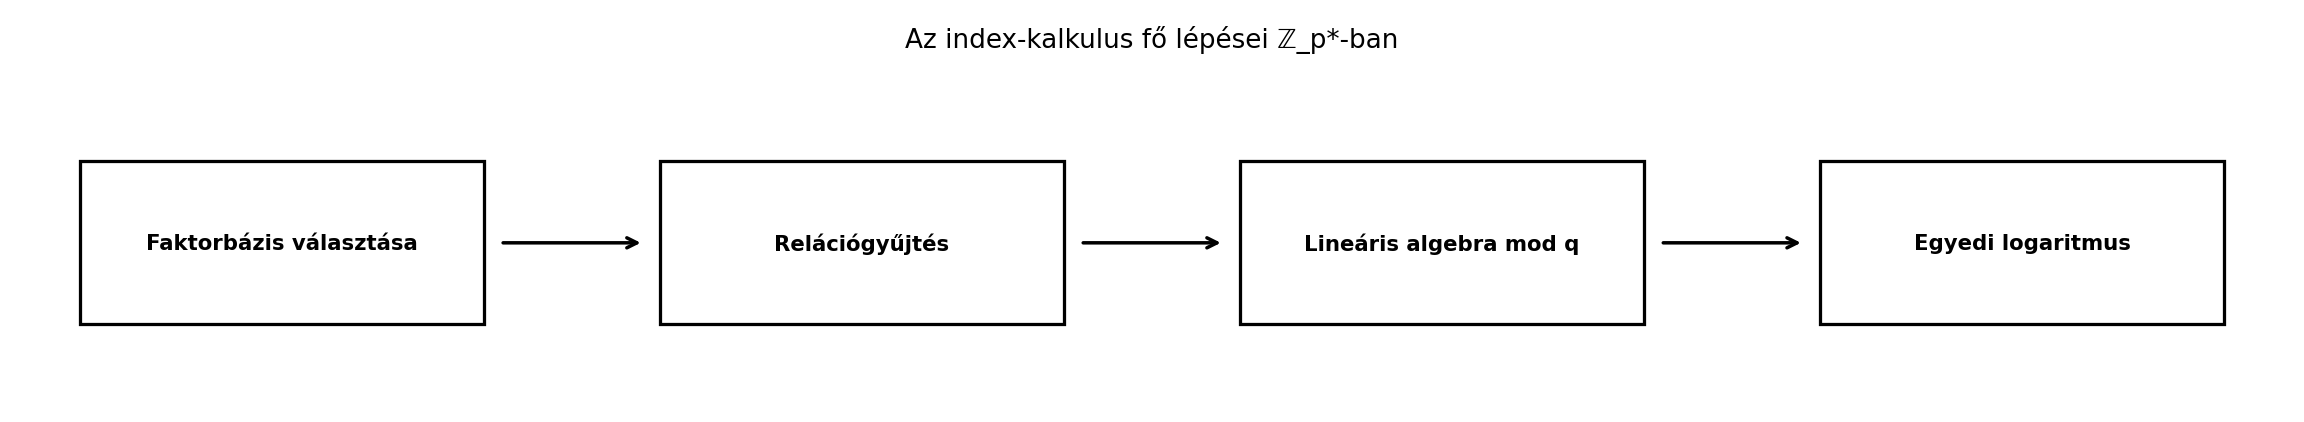 Az index-kalkulus fő lépései ℤ_p*-ban
Faktorbázis választása
Relációgyűjtés
Lineáris algebra mod q
Egyedi logaritmus